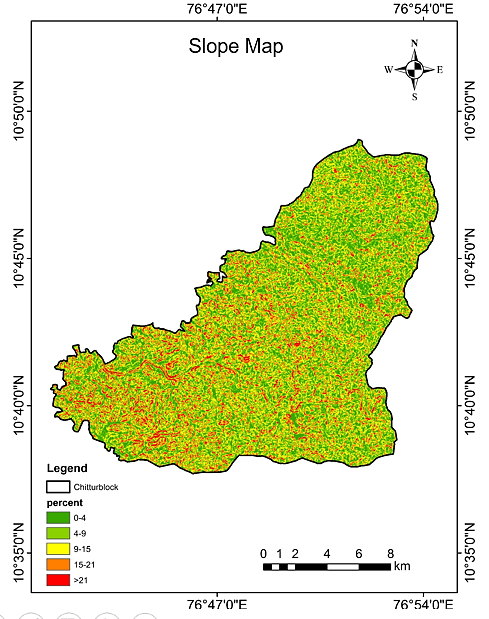 76°47'0"E 76°54'0"E
Slope Map
N
W E
S
10°50'0"N 10°50'0"N
10°45'0"N 10°45'0"N
10°40'0"N 10°40'0"N
10°35'0"N 10°35'0"N
Legend
Chitturblock
percent
0-4
4-9
9-15
15-21
>21
0 1 2 4 6 8
km
76°47'0"E 76°54'0"E